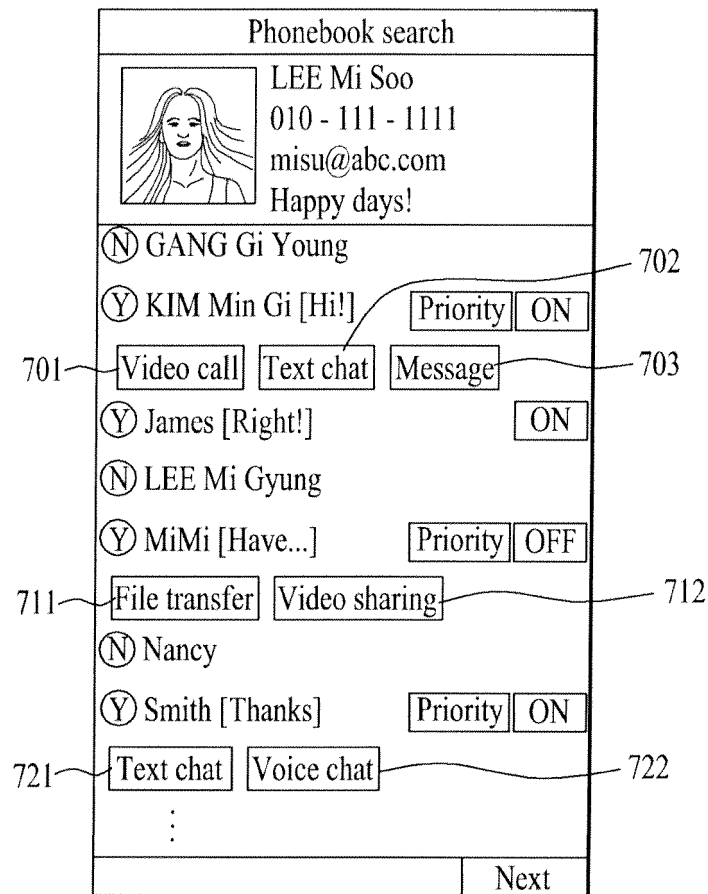 Phonebook search
LEE Mi Soo
010 - 111 - 1111
misu@abc.com
Happy days!
N GANG Gi Young
702
Y KIM Min Gi [Hi!] Priority ON
701 Video call Text chat Message 703
Y James [Right!] ON
N LEE Mi Gyung
Y MiMi [Have...] Priority OFF
711 File transfer Video sharing 712
N Nancy
Y Smith [Thanks] Priority ON
721 Text chat Voice chat 722
Next